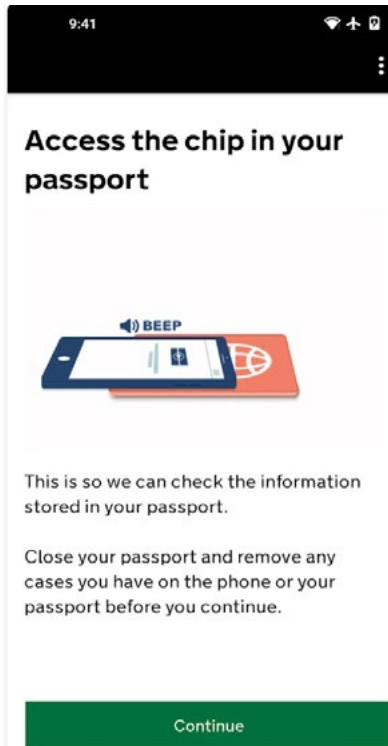 9:41
Access the chip in your
passport
BEEP
This is so we can check the information
stored in your passport.
Close your passport and remove any
cases you have on the phone or your
passport before you continue.
Continue